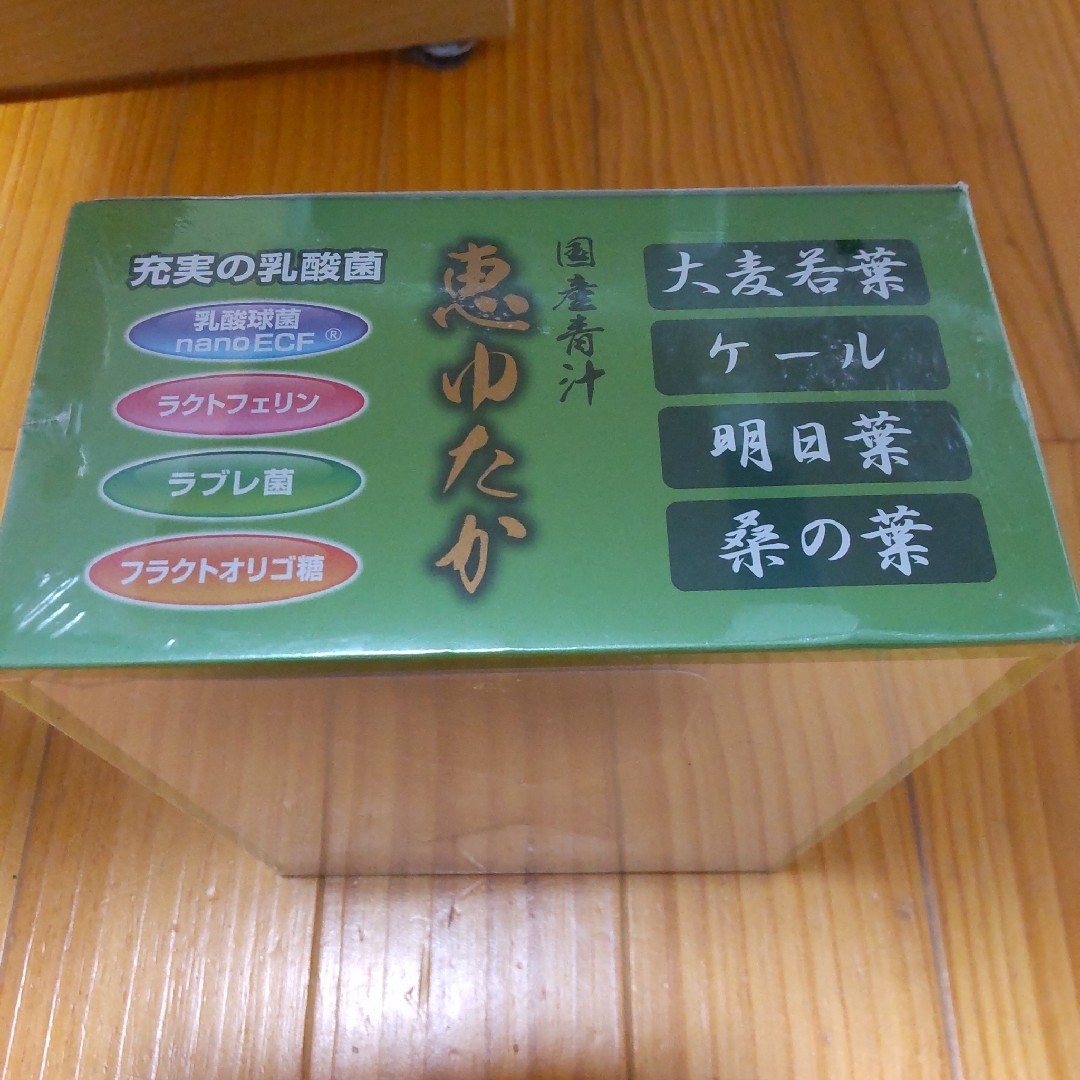 充実の乳酸菌
乳酸球菌
nanoECF®
ラクトフェリン
ラブレ菌
フラクトオリゴ糖
国産青汁
恵ゆたか
大麦若葉
ケール
明日葉
桑の葉